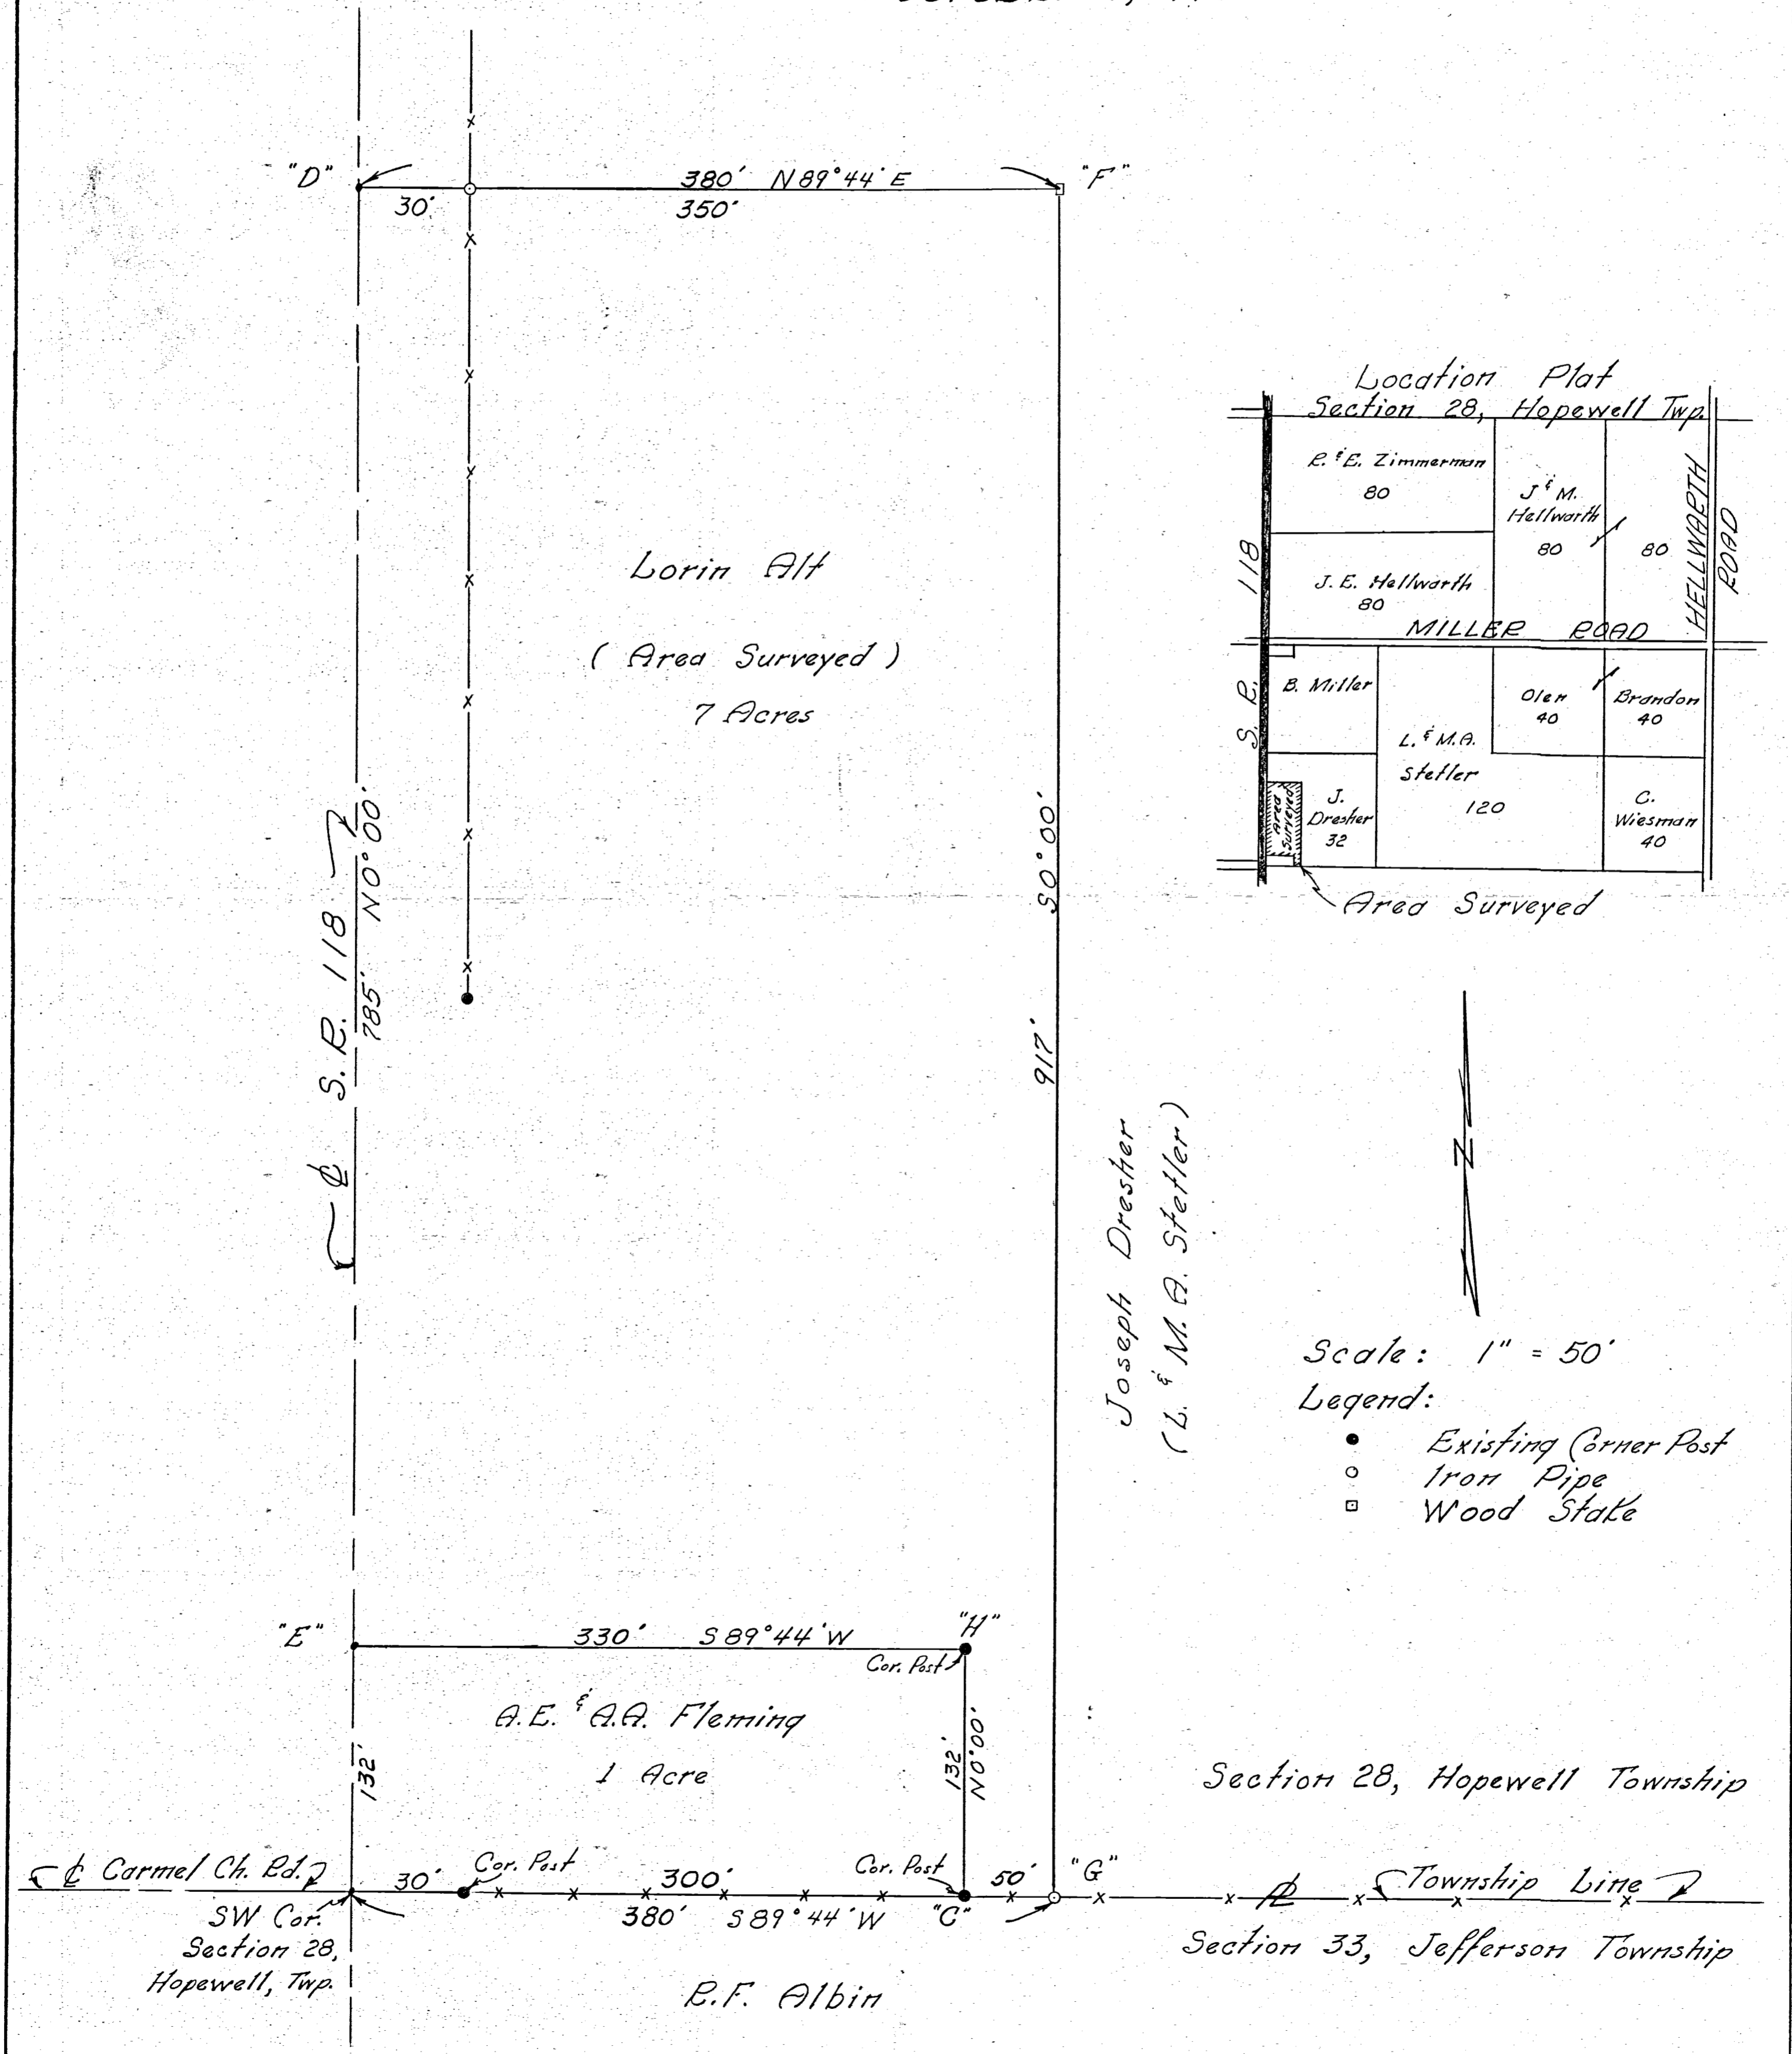 "D"
380' N89°44'E
"F"
30'
350'
Lorin Alt
( Area Surveyed )
7 Acres
S.R. 118
785' N0°00'
S0°00'
917'
Joseph Dresher
(L. & M.A. Stetler)
Location Plat
Section 28, Hopewell Twp.
R. & E. Zimmerman
80
J & M.
Hellworth
80
80
J. E. Hellworth
80
HELLWARTH
ROAD
MILLER ROAD
S. R. 118
B. Miller
Olen
40
Brandon
40
L. & M.A.
Stetler
120
J.
Dresher
32
C.
Wiesman
40
Area
Surveyed
Area Surveyed
N
Scale: 1" = 50'
Legend:
Existing Corner Post
Iron Pipe
Wood Stake
"E"
330' S89°44'W
"H"
Cor. Post
A.E. & A.A. Fleming
1 Acre
132'
132'
N0°00'
Section 28, Hopewell Township
℄ Carmel Ch. Rd.
30'
Cor. Post
300'
Cor. Post
50'
"G"
Township Line
380' S89°44'W
"C"
SW Cor.
Section 28,
Hopewell, Twp.
Section 33, Jefferson Township
R.F. Albin